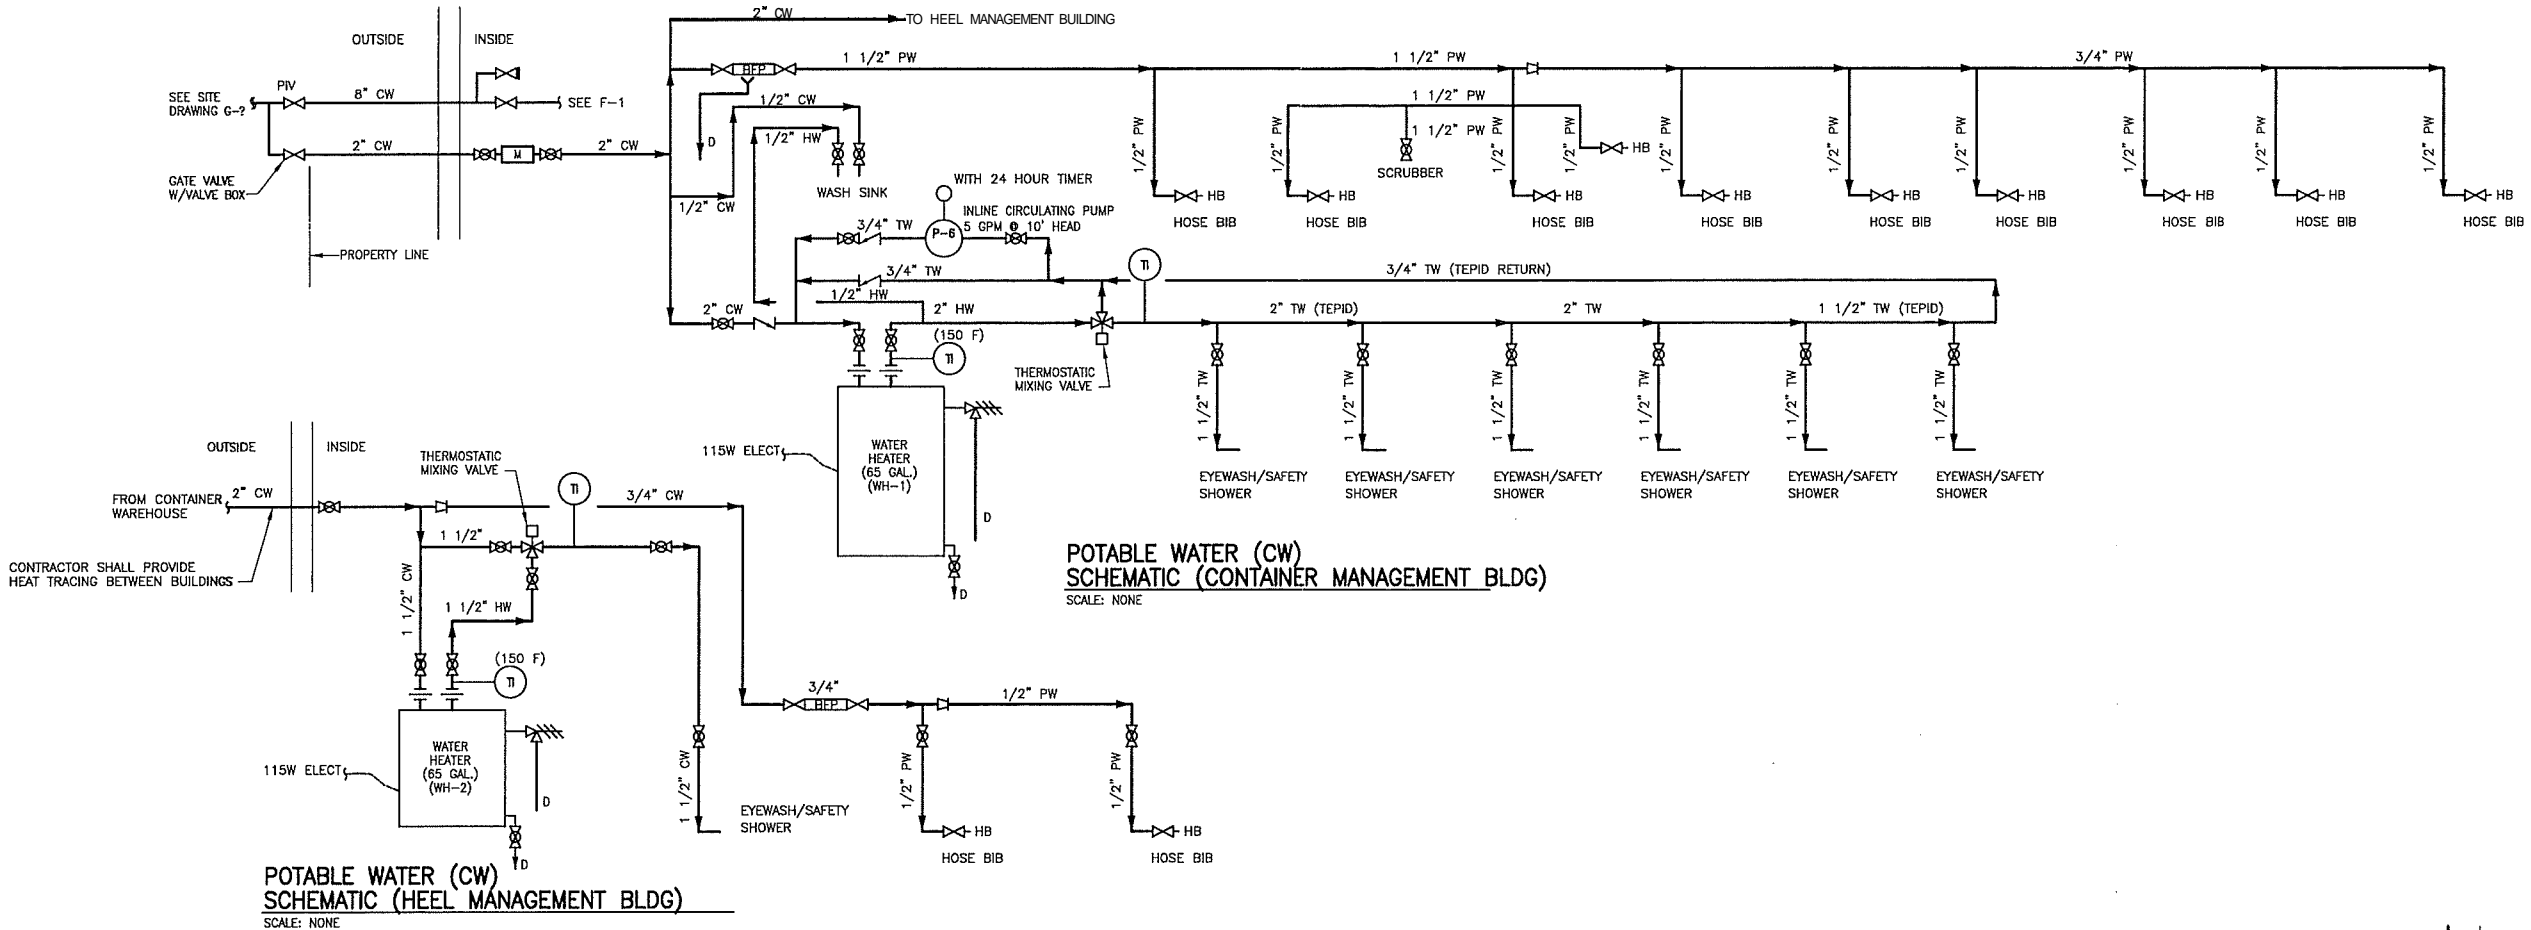 2" CW
TO HEEL MANAGEMENT BUILDING
OUTSIDE
INSIDE
BFP
1 1/2" PW
1 1/2" PW
3/4" PW
PIV
SEE SITE
DRAWING G-?
8" CW
SEE F-1
1/2" CW
1/2" HW
D
1 1/2" PW
1 1/2" PW
SCRUBBER
HB
2" CW
M
2" CW
GATE VALVE
W/VALVE BOX
PROPERTY LINE
1/2" CW
WASH SINK
1/2" PW
1/2" PW
1/2" PW
1/2" PW
1/2" PW
1/2" PW
1/2" PW
1/2" PW
1/2" PW
1/2" PW
HB
HB
HB
HB
HB
HB
HB
HB
HB
HOSE BIB
HOSE BIB
HOSE BIB
HOSE BIB
HOSE BIB
HOSE BIB
HOSE BIB
HOSE BIB
HOSE BIB
WITH 24 HOUR TIMER
INLINE CIRCULATING PUMP
5 GPM @ 10' HEAD
3/4" TW
P-6
3/4" TW
TI
3/4" TW (TEPID RETURN)
1/2" HW
2" CW
2" HW
2" TW (TEPID)
2" TW
1 1/2" TW (TEPID)
(150 F)
TI
THERMOSTATIC
MIXING VALVE
1 1/2" TW
1 1/2" TW
1 1/2" TW
1 1/2" TW
1 1/2" TW
1 1/2" TW
EYEWASH/SAFETY
SHOWER
EYEWASH/SAFETY
SHOWER
EYEWASH/SAFETY
SHOWER
EYEWASH/SAFETY
SHOWER
EYEWASH/SAFETY
SHOWER
EYEWASH/SAFETY
SHOWER
115W ELECT
WATER
HEATER
(65 GAL.)
(WH-1)
D
D
POTABLE WATER (CW)
SCHEMATIC (CONTAINER MANAGEMENT BLDG)
SCALE: NONE
OUTSIDE
INSIDE
THERMOSTATIC
MIXING VALVE
FROM CONTAINER
WAREHOUSE
2" CW
TI
3/4" CW
1 1/2"
CONTRACTOR SHALL PROVIDE
HEAT TRACING BETWEEN BUILDINGS
1 1/2" CW
1 1/2" HW
(150 F)
TI
3/4"
BFP
1/2" PW
115W ELECT
WATER
HEATER
(65 GAL.)
(WH-2)
D
D
1 1/2" CW
EYEWASH/SAFETY
SHOWER
1/2" PW
1/2" PW
HB
HB
HOSE BIB
HOSE BIB
POTABLE WATER (CW)
SCHEMATIC (HEEL MANAGEMENT BLDG)
SCALE: NONE